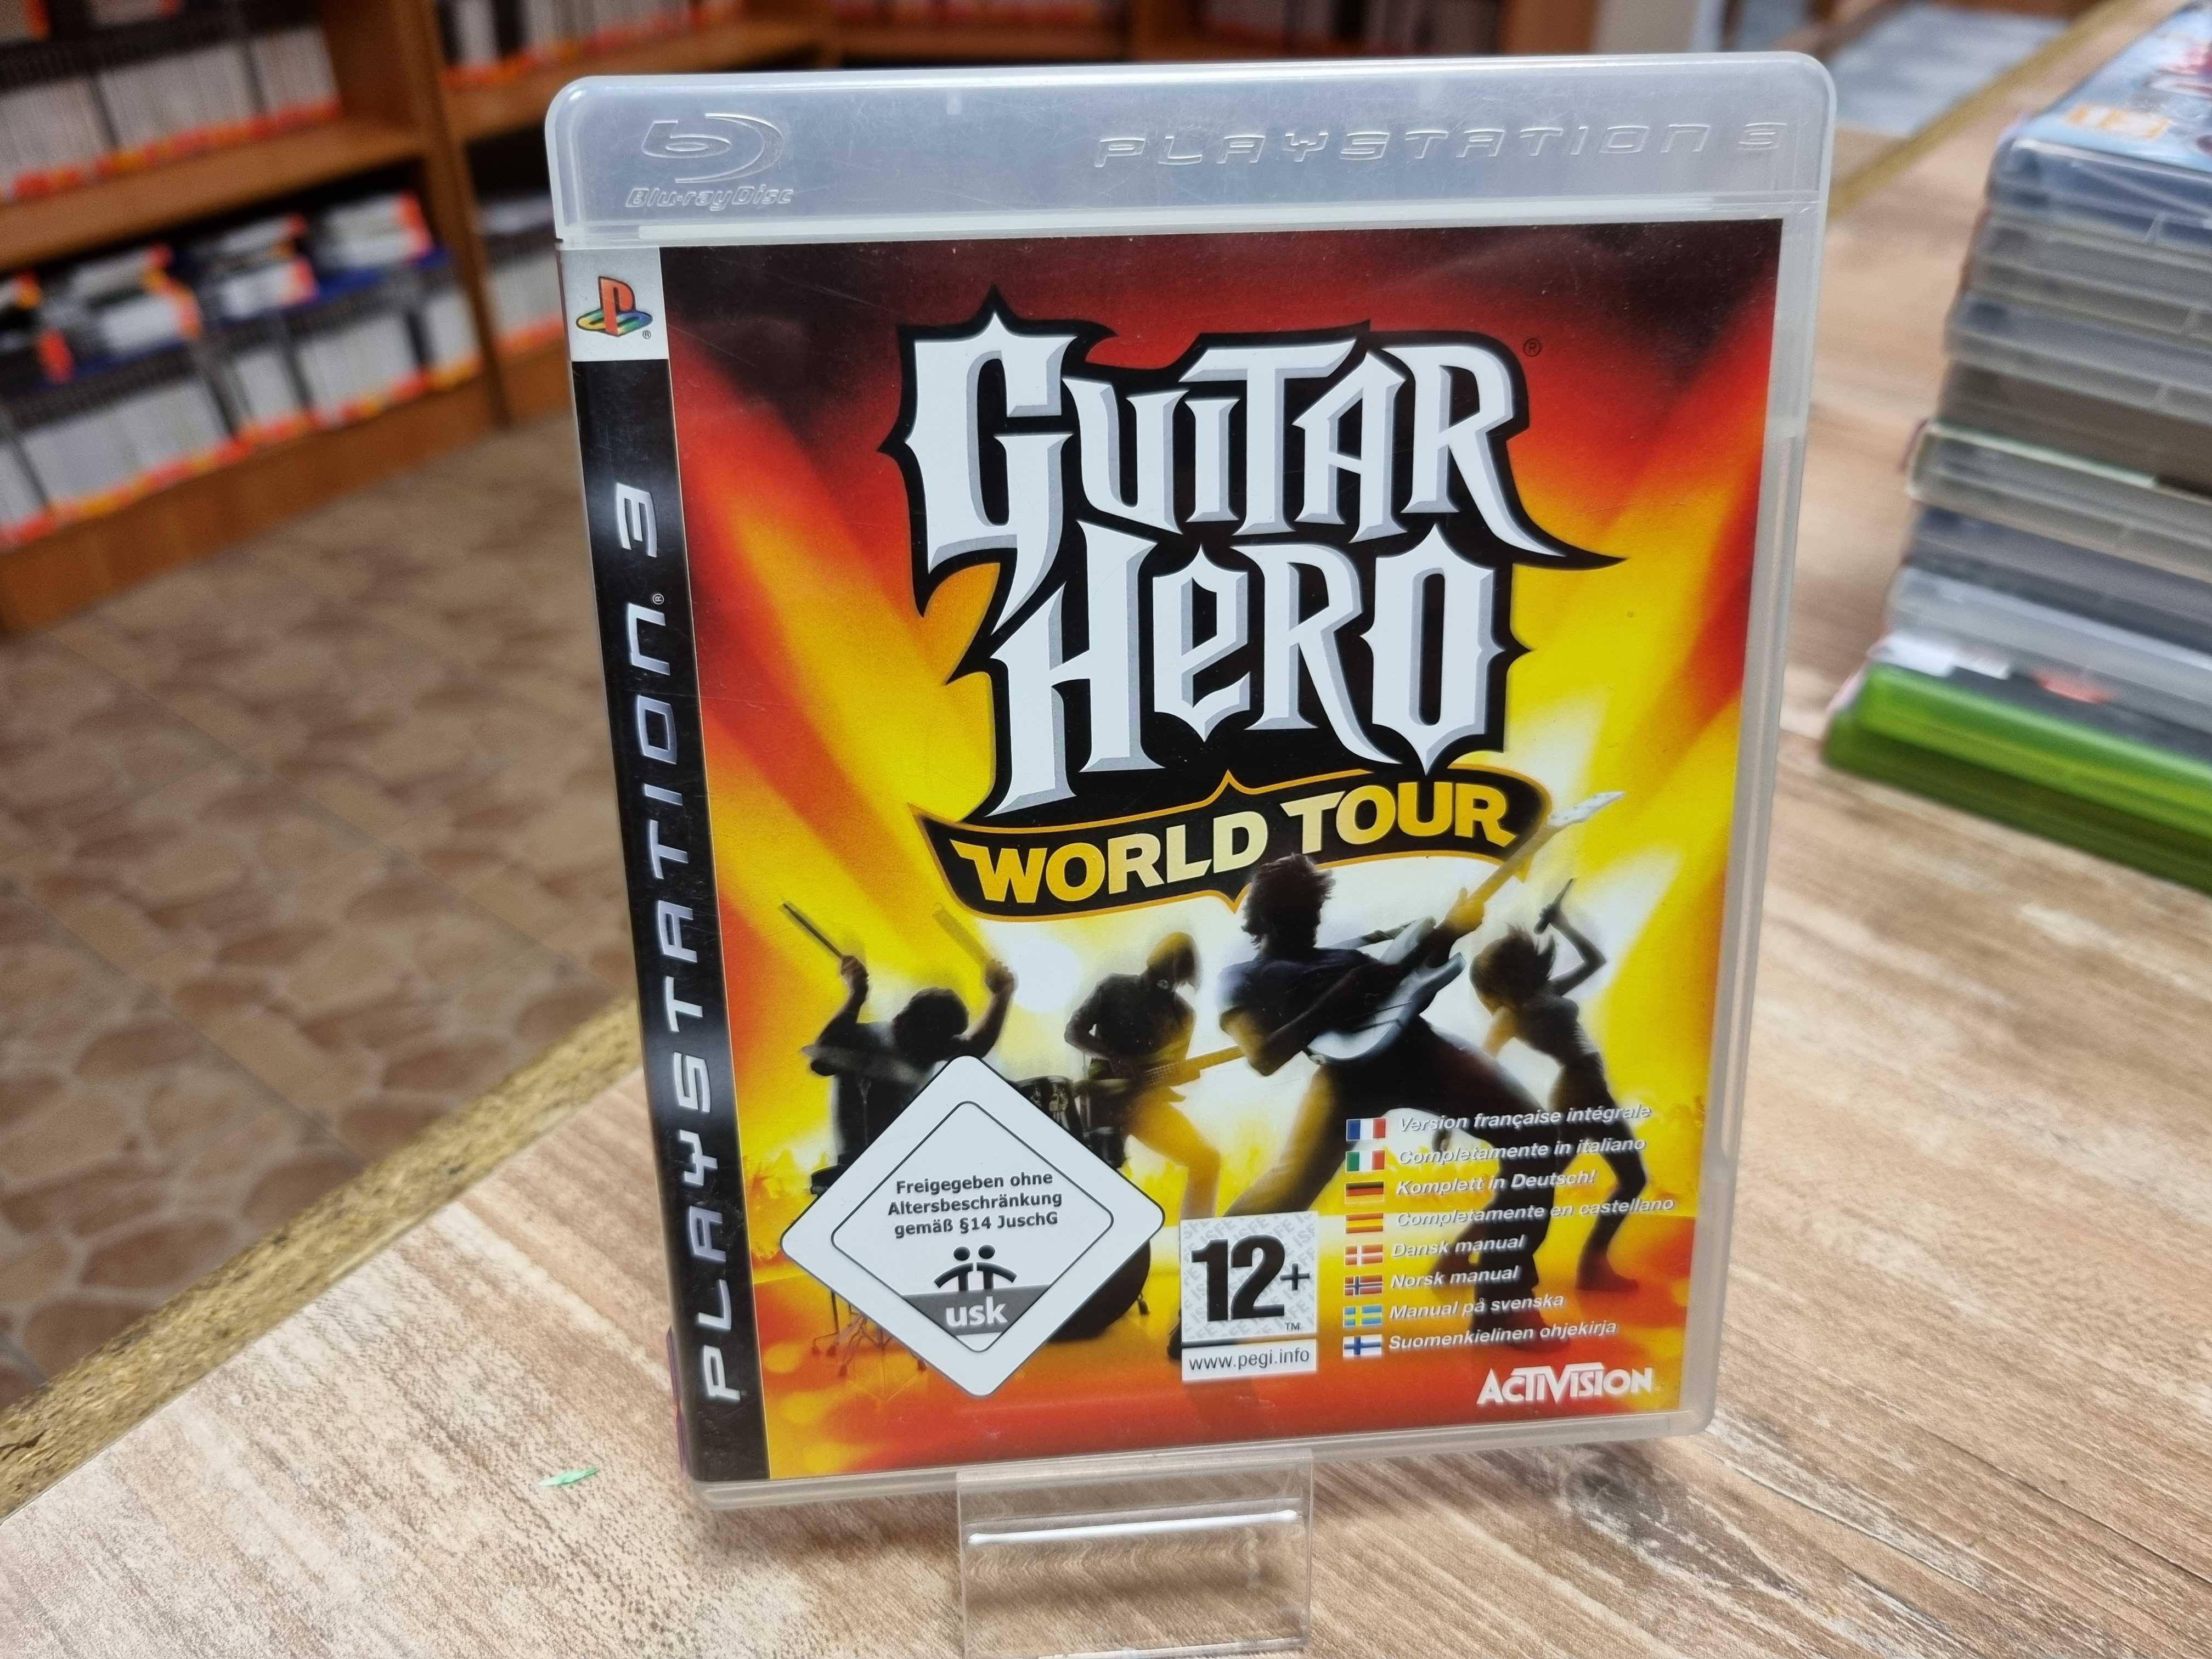 Blu-ray Disc
PLAYSTATION 3
PLAYSTATION®3
GUITAR
HERO®
WORLD TOUR
Freigegeben ohne
Altersbeschränkung
gemäß §14 JuschG
usk
12+
TM
www.pegi.info
Version française intégrale
Completamente in italiano
Komplett in Deutsch!
Completamente en castellano
Dansk manual
Norsk manual
Manual på svenska
Suomenkielinen ohjekirja
ACTIVISION